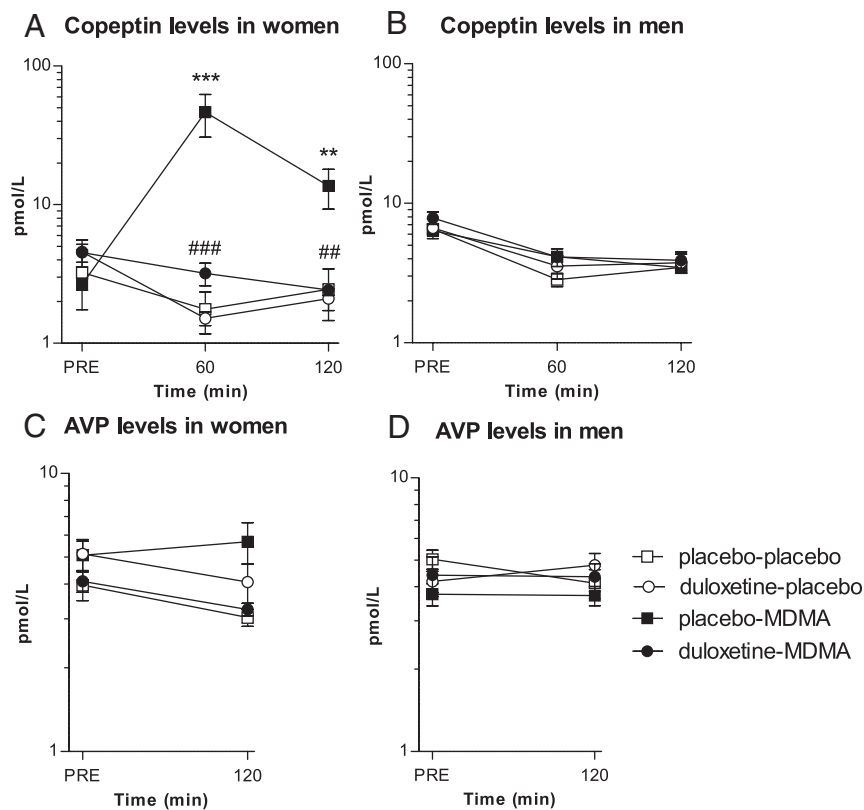 A Copeptin levels in women
100
10
1
pmol/L
***
**
###
##
PRE 60 120
Time (min)
B Copeptin levels in men
100
10
1
pmol/L
PRE 60 120
Time (min)
C AVP levels in women
10
1
pmol/L
PRE 120
Time (min)
D AVP levels in men
10
1
pmol/L
PRE 120
Time (min)
placebo-placebo
duloxetine-placebo
placebo-MDMA
duloxetine-MDMA